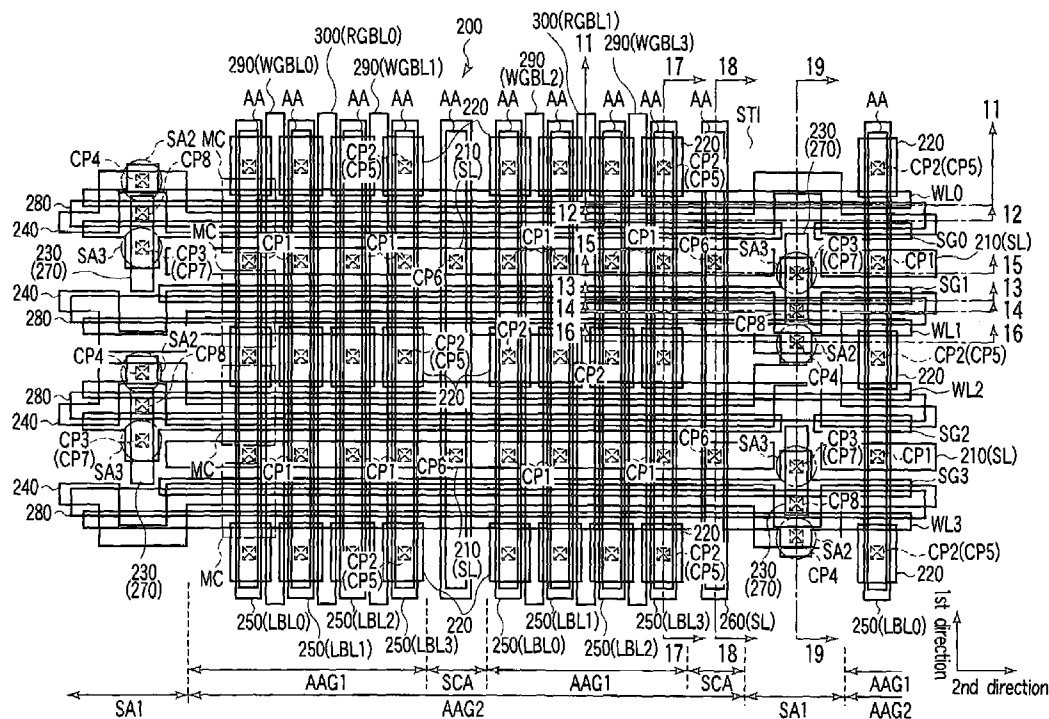 300(RGBL1)
200
300(RGBL0)
11
290(WGBL3)
290(WGBL0)
290(WGBL1)
290
(WGBL2)
17
18
19
AA
AA
AA
AA
AA
AA
AA
AA
AA
AA
AA
STI
11
SA2
MC
CP8
CP4
220
210
(SL)
CP2
(CP5)
220
CP2
(CP5)
230
(270)
220
CP2(CP5)
280
240
WL0
12
12
SG0
MC
CP1
CP1
CP1
CP1
SA3
CP3
(CP7)
CP6
CP6
SA3
CP3
(CP7)
CP1
210(SL)
15
15
230
(270)
240
280
13
14
16
SG1
13
14
WL1
16
CP8
SA2
CP4
SA2
CP8
CP4
CP2
(CP5)
220
CP2
CP2
CP2(CP5)
220
WL2
280
240
SG2
CP3
(CP7)
SA3
MC
CP1
CP1
CP6
CP1
CP1
CP6
SA3
CP3
(CP7)
CP1
210(SL)
SG3
240
280
230
(270)
CP8
WL3
MC
CP2
(CP5)
210
(SL)
220
CP2
(CP5)
230
(270)
SA2
CP4
CP2(CP5)
220
250(LBL0)
250(LBL1)
250(LBL2)
250(LBL3)
220
250(LBL0)
250(LBL1)
250(LBL2)
250(LBL3)
260(SL)
250(LBL0)
17
18
19
1st direction
2nd direction
AAG1
SCA
AAG1
SCA
AAG1
SA1
AAG2
SA1
AAG2